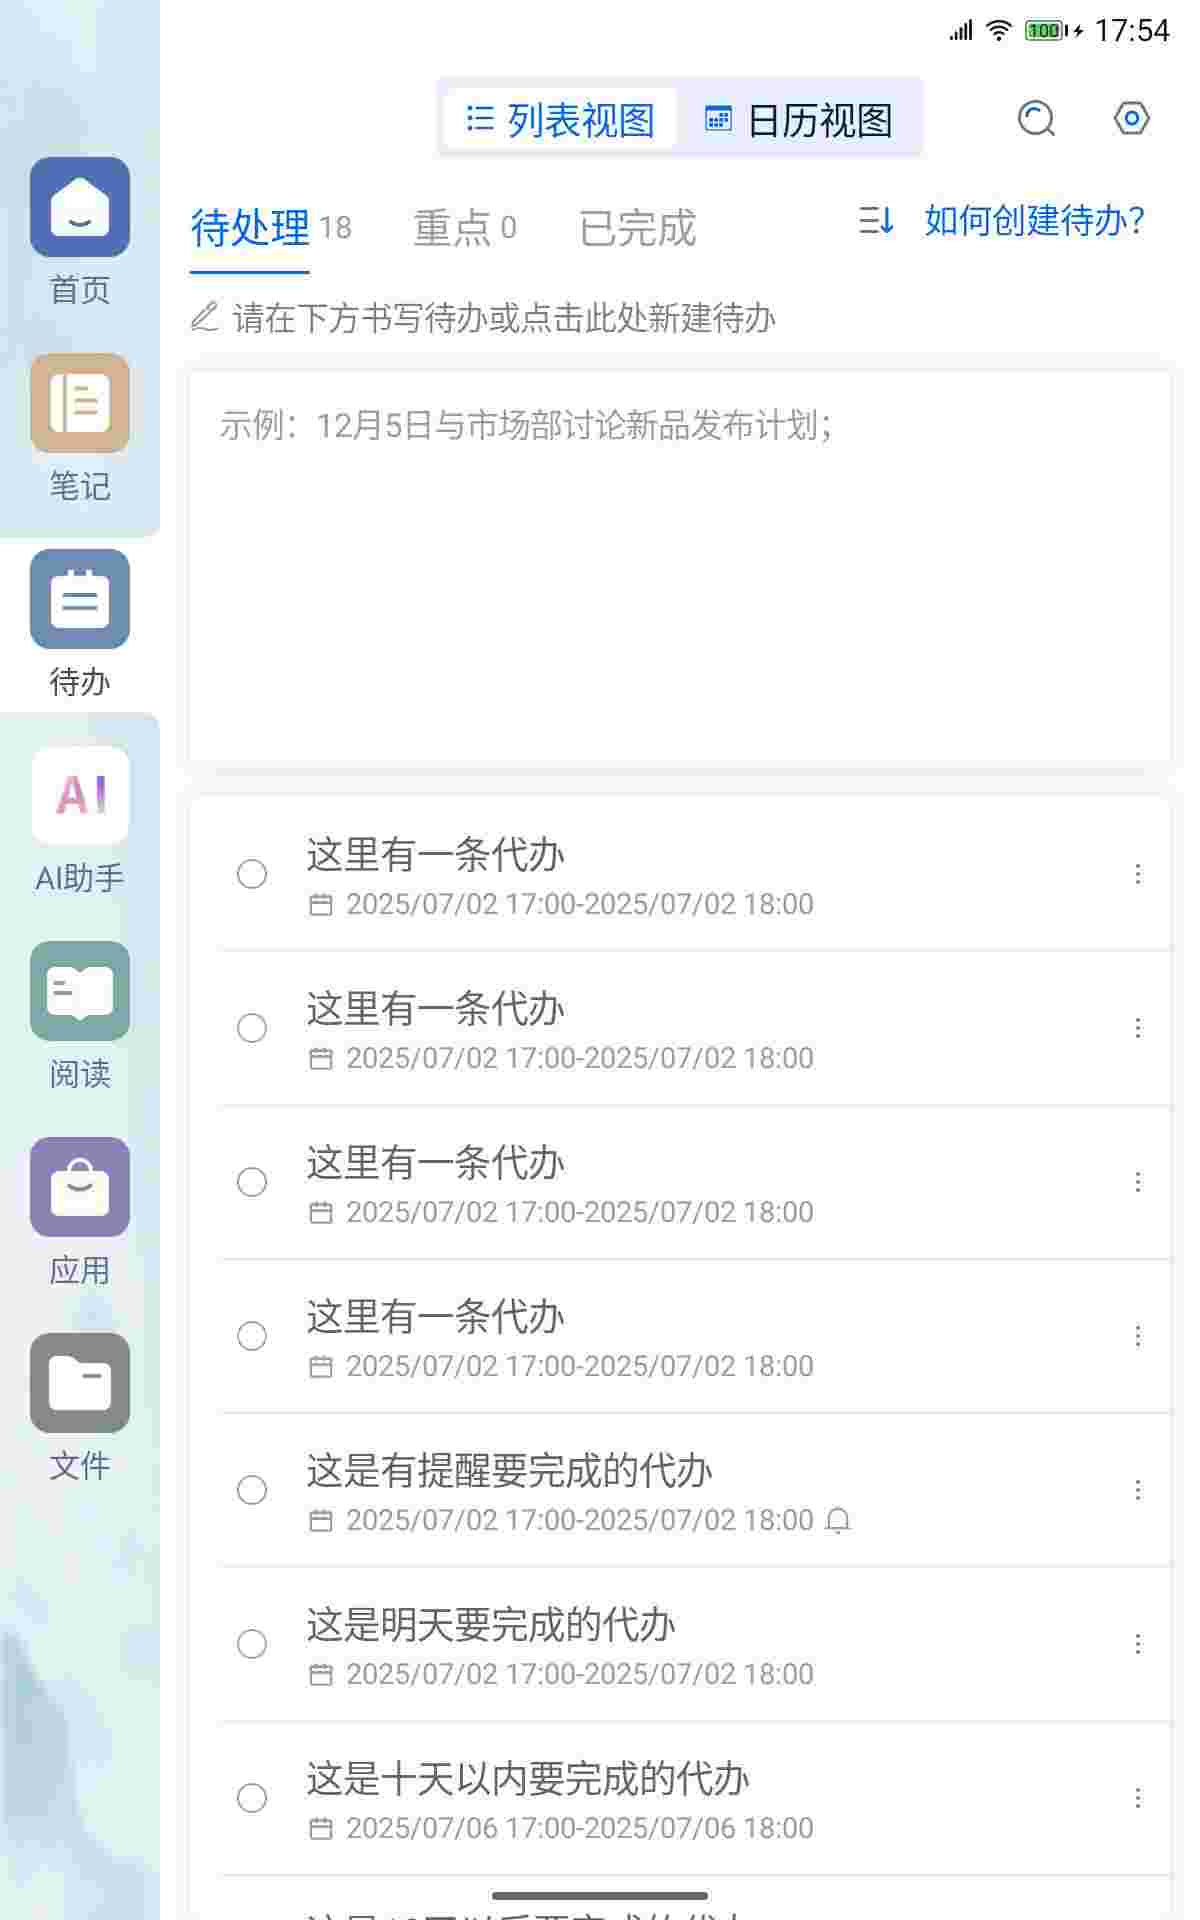 100 17:54
列表视图 日历视图
待处理 18 重点 0 已完成 如何创建待办?
请在下方书写待办或点击此处新建待办
示例：12月5日与市场部讨论新品发布计划;
首页
笔记
待办
AI
AI助手
阅读
应用
文件
这里有一条代办
2025/07/02 17:00-2025/07/02 18:00
这里有一条代办
2025/07/02 17:00-2025/07/02 18:00
这里有一条代办
2025/07/02 17:00-2025/07/02 18:00
这里有一条代办
2025/07/02 17:00-2025/07/02 18:00
这是有提醒要完成的代办
2025/07/02 17:00-2025/07/02 18:00
这是明天要完成的代办
2025/07/02 17:00-2025/07/02 18:00
这是十天以内要完成的代办
2025/07/06 17:00-2025/07/06 18:00